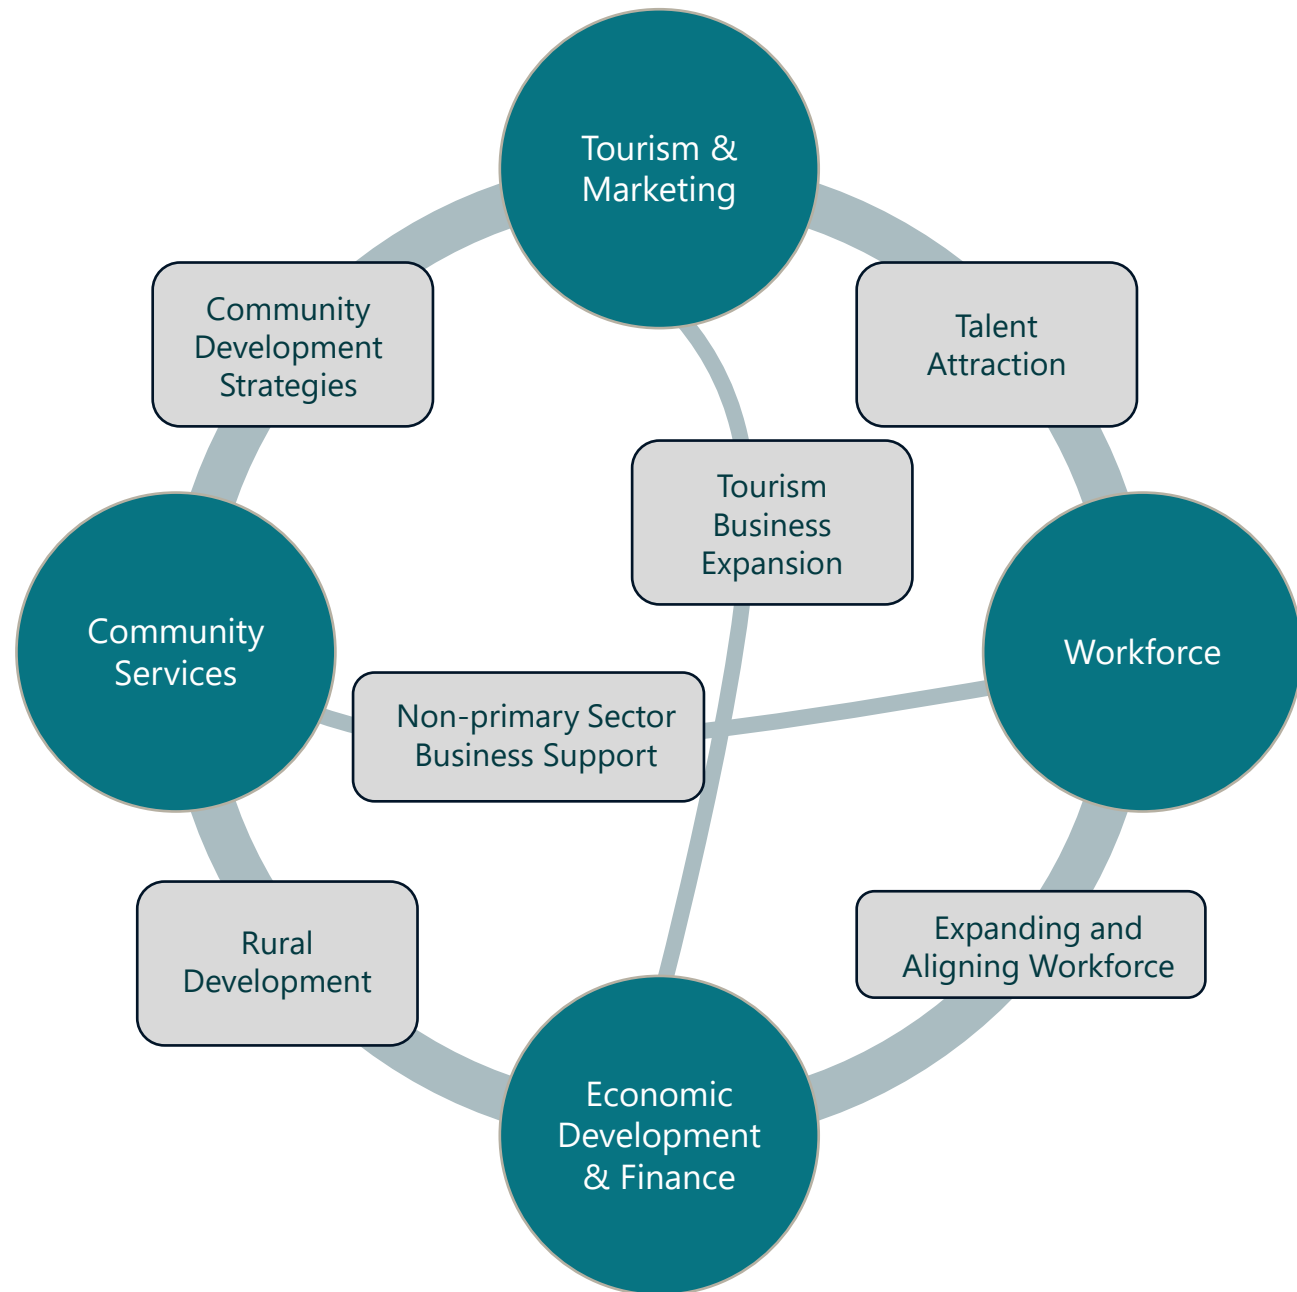 Tourism &
Marketing
Community
Development
Strategies
Talent
Attraction
Tourism
Business
Expansion
Community
Services
Workforce
Non-primary Sector
Business Support
Rural
Development
Expanding and
Aligning Workforce
Economic
Development
& Finance